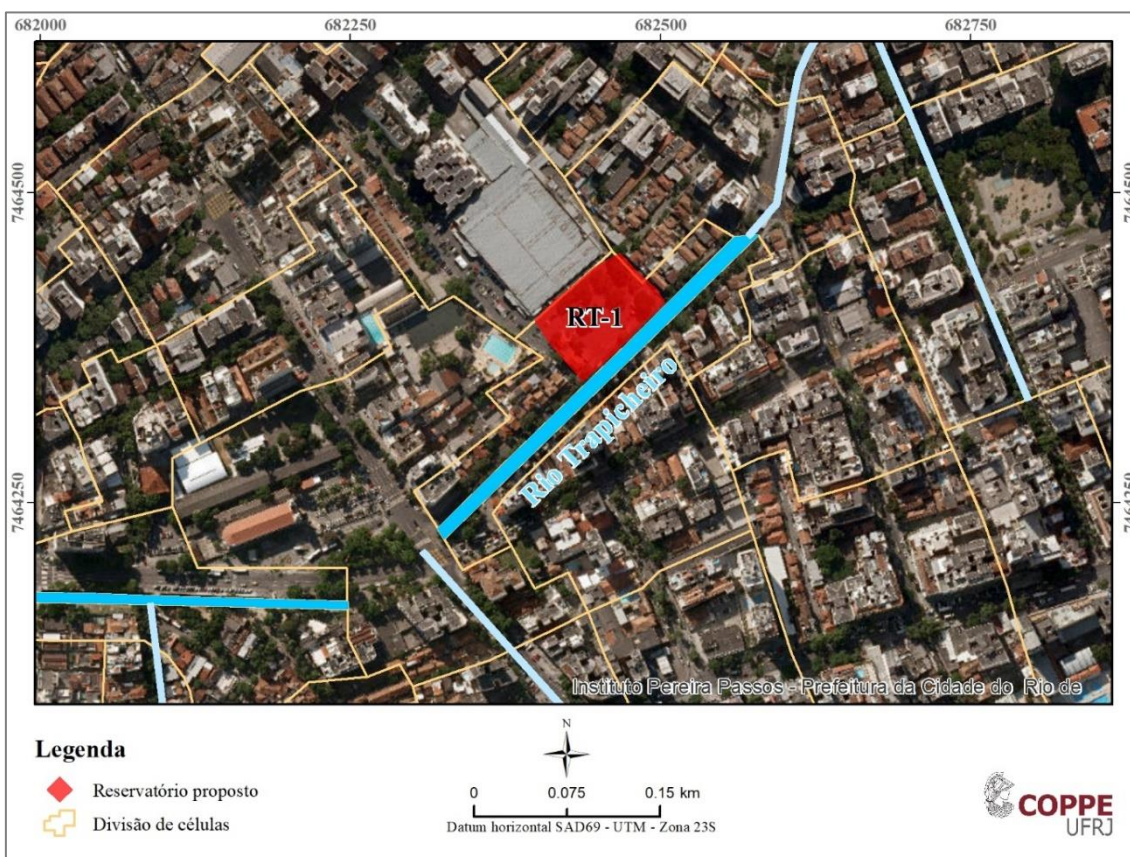 682000 682250 682500 682750
7464500 7464500
RT-1
Rio Trapicheiro
7464250 7464250
Instituto Pereira Passos - Prefeitura da Cidade do Rio de
Legenda
Reservatório proposto
Divisão de células
N
0 0.075 0.15 km
Datum horizontal SAD69 - UTM - Zona 23S
COPPE
UFRJ